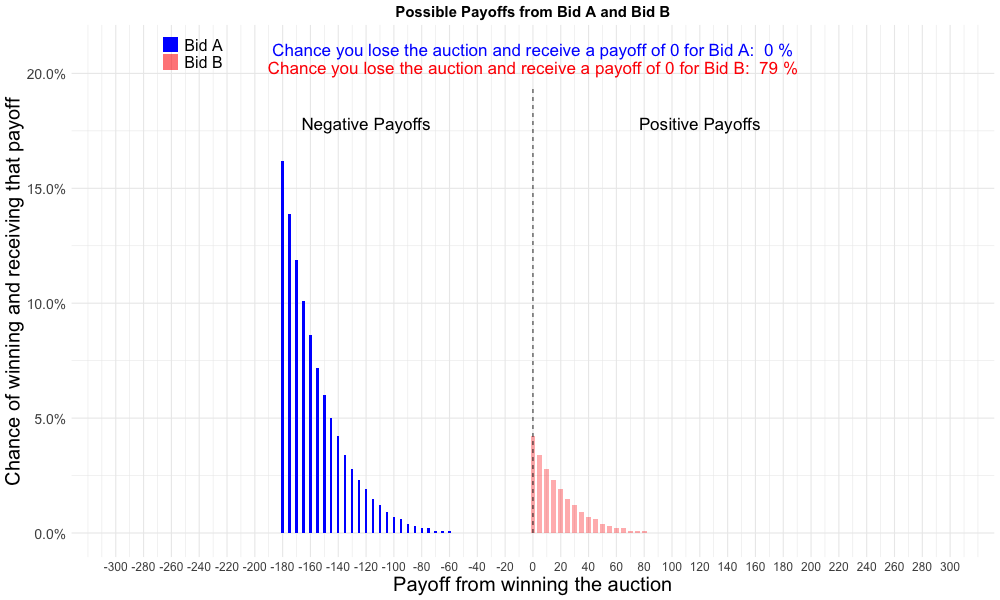 Possible Payoffs from Bid A and Bid B
Bid A
Bid B
Chance you lose the auction and receive a payoff of 0 for Bid A:  0 %
Chance you lose the auction and receive a payoff of 0 for Bid B:  79 %
Negative Payoffs
Positive Payoffs
Chance of winning and receiving that payoff
20.0%
15.0%
10.0%
5.0%
0.0%
-300 -280 -260 -240 -220 -200 -180 -160 -140 -120 -100 -80 -60 -40 -20 0 20 40 60 80 100 120 140 160 180 200 220 240 260 280 300
Payoff from winning the auction